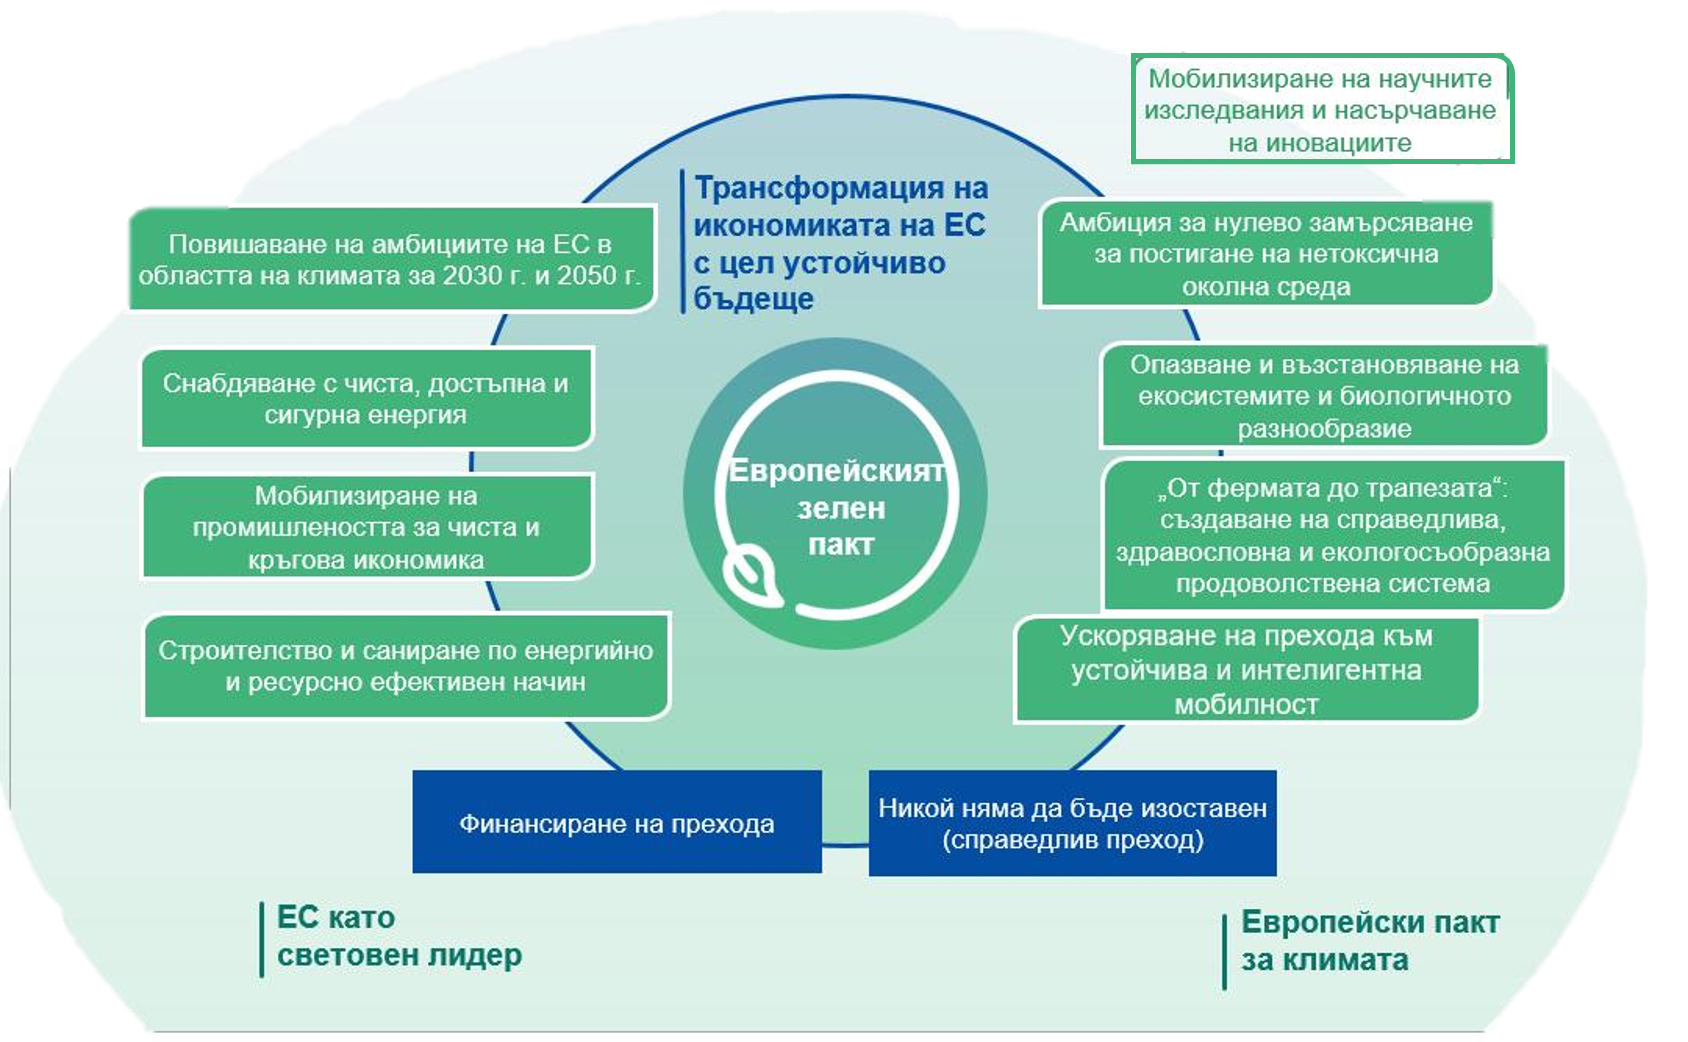 Мобилизиране на научните
изследвания и насърчаване
на иновациите
Трансформация на
икономиката на ЕС
с цел устойчиво
бъдеще
Повишаване на амбициите на ЕС в
областта на климата за 2030 г. и 2050 г.
Снабдяване с чиста, достъпна и
сигурна енергия
Мобилизиране на
промишлеността за чиста и
кръгова икономика
Строителство и саниране по енергийно
и ресурсно ефективен начин
Европейският
зелен
пакт
Амбиция за нулево замърсяване
за постигане на нетоксична
околна среда
Опазване и възстановяване на
екосистемите и биологичното
разнообразие
„От фермата до трапезата“:
създаване на справедлива,
здравословна и екологосъобразна
продоволствена система
Ускоряване на прехода към
устойчива и интелигентна
мобилност
Финансиране на прехода
Никой няма да бъде изоставен
(справедлив преход)
ЕС като
световен лидер
Европейски пакт
за климата